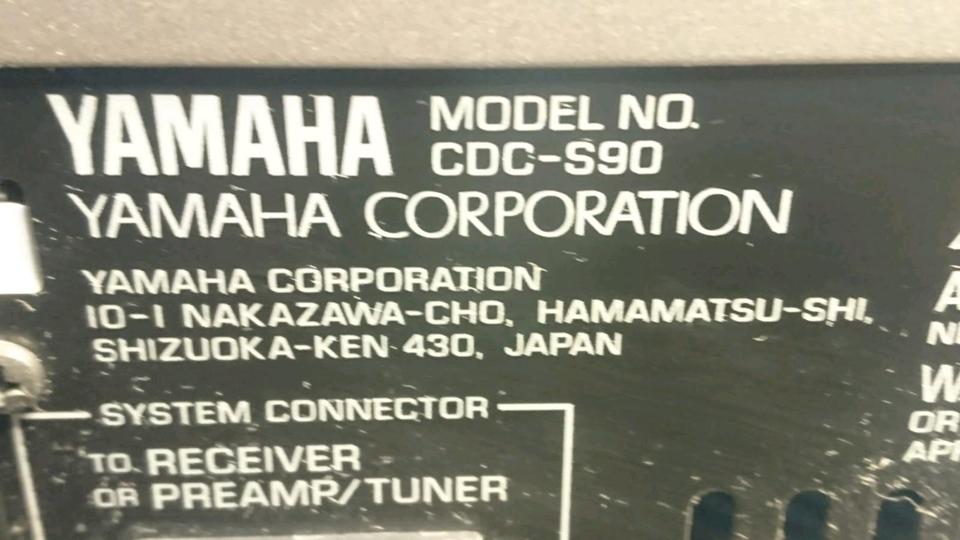 YAMAHA MODEL NO.
CDC-S90
YAMAHA CORPORATION
YAMAHA CORPORATION
10-1 NAKAZAWA-CHO, HAMAMATSU-SHI,
SHIZUOKA-KEN 430, JAPAN
SYSTEM CONNECTOR
TO RECEIVER
OR PREAMP/TUNER
OR